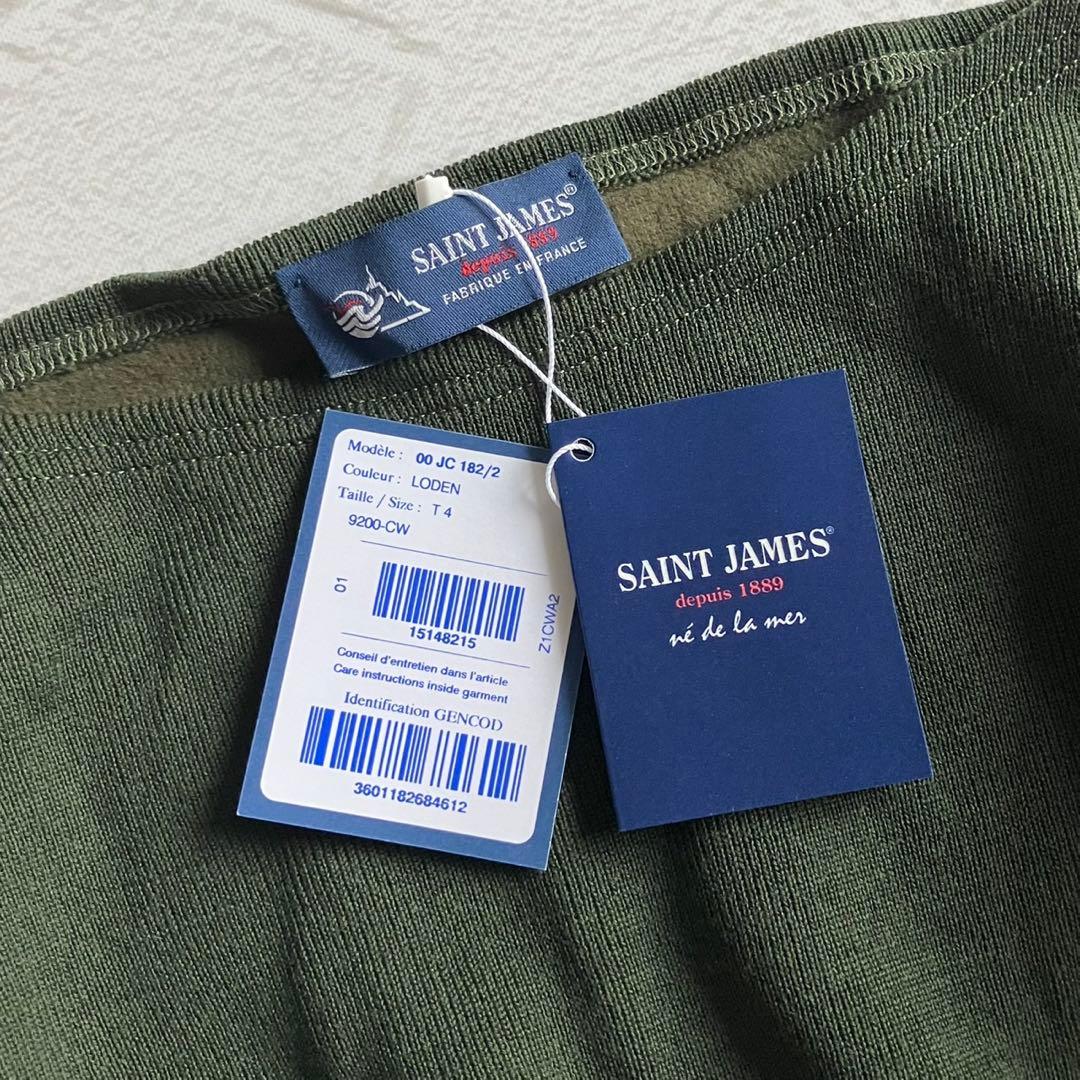 SAINT JAMES®
depuis 1889
FABRIQUE EN FRANCE
Modèle : 00 JC 182/2
Couleur : LODEN
Taille / Size : T 4
9200-CW
01
15148215
Z1CWA2
Conseil d'entretien dans l'article
Care instructions inside garment
Identification GENCOD
3601182684612
SAINT JAMES®
depuis 1889
né de la mer